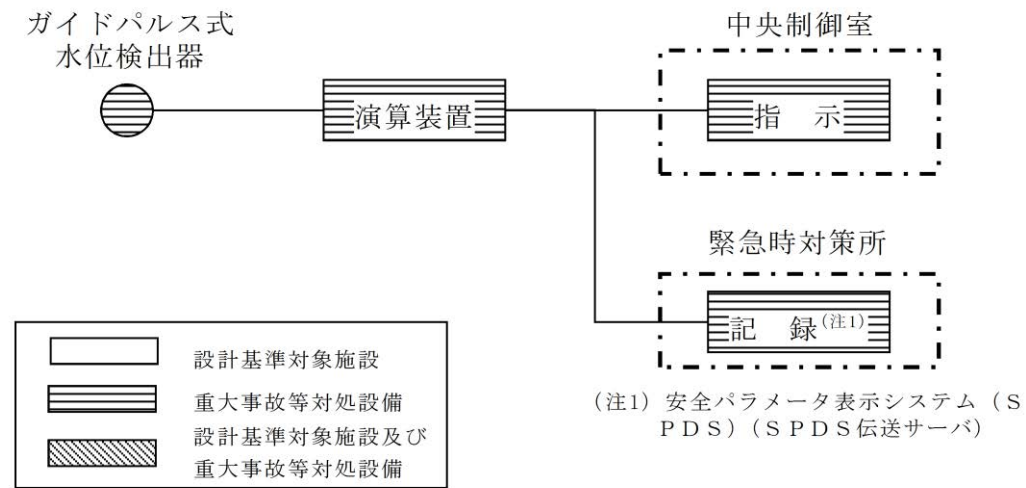 ガイドパルス式
水位検出器
演算装置
中央制御室
指　示
緊急時対策所
記　録(注1)
(注1) 安全パラメータ表示システム（S
PDS）（SPDS伝送サーバ）
設計基準対象施設
重大事故等対処設備
設計基準対象施設及び
重大事故等対処設備